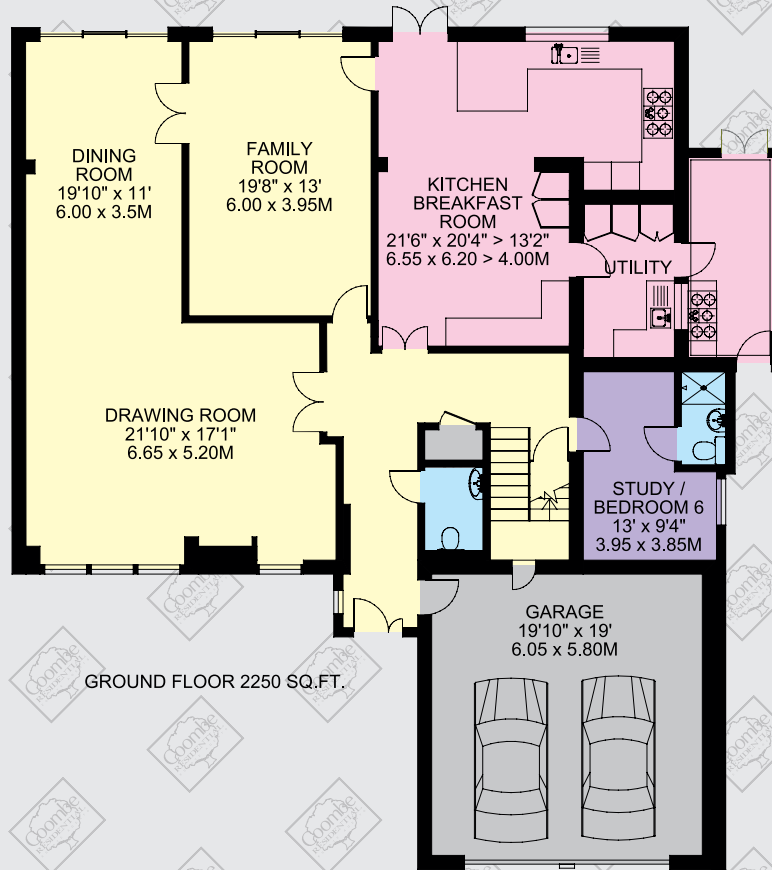 DINING
ROOM
19'10" x 11'
6.00 x 3.5M
FAMILY
ROOM
19'8" x 13'
6.00 x 3.95M
KITCHEN
BREAKFAST
ROOM
21'6" x 20'4" > 13'2"
6.55 x 6.20 > 4.00M
UTILITY
DRAWING ROOM
21'10" x 17'1"
6.65 x 5.20M
STUDY /
BEDROOM 6
13' x 9'4"
3.95 x 3.85M
GARAGE
19'10" x 19'
6.05 x 5.80M
GROUND FLOOR 2250 SQ.FT.
Coombe
RESIDENTIAL